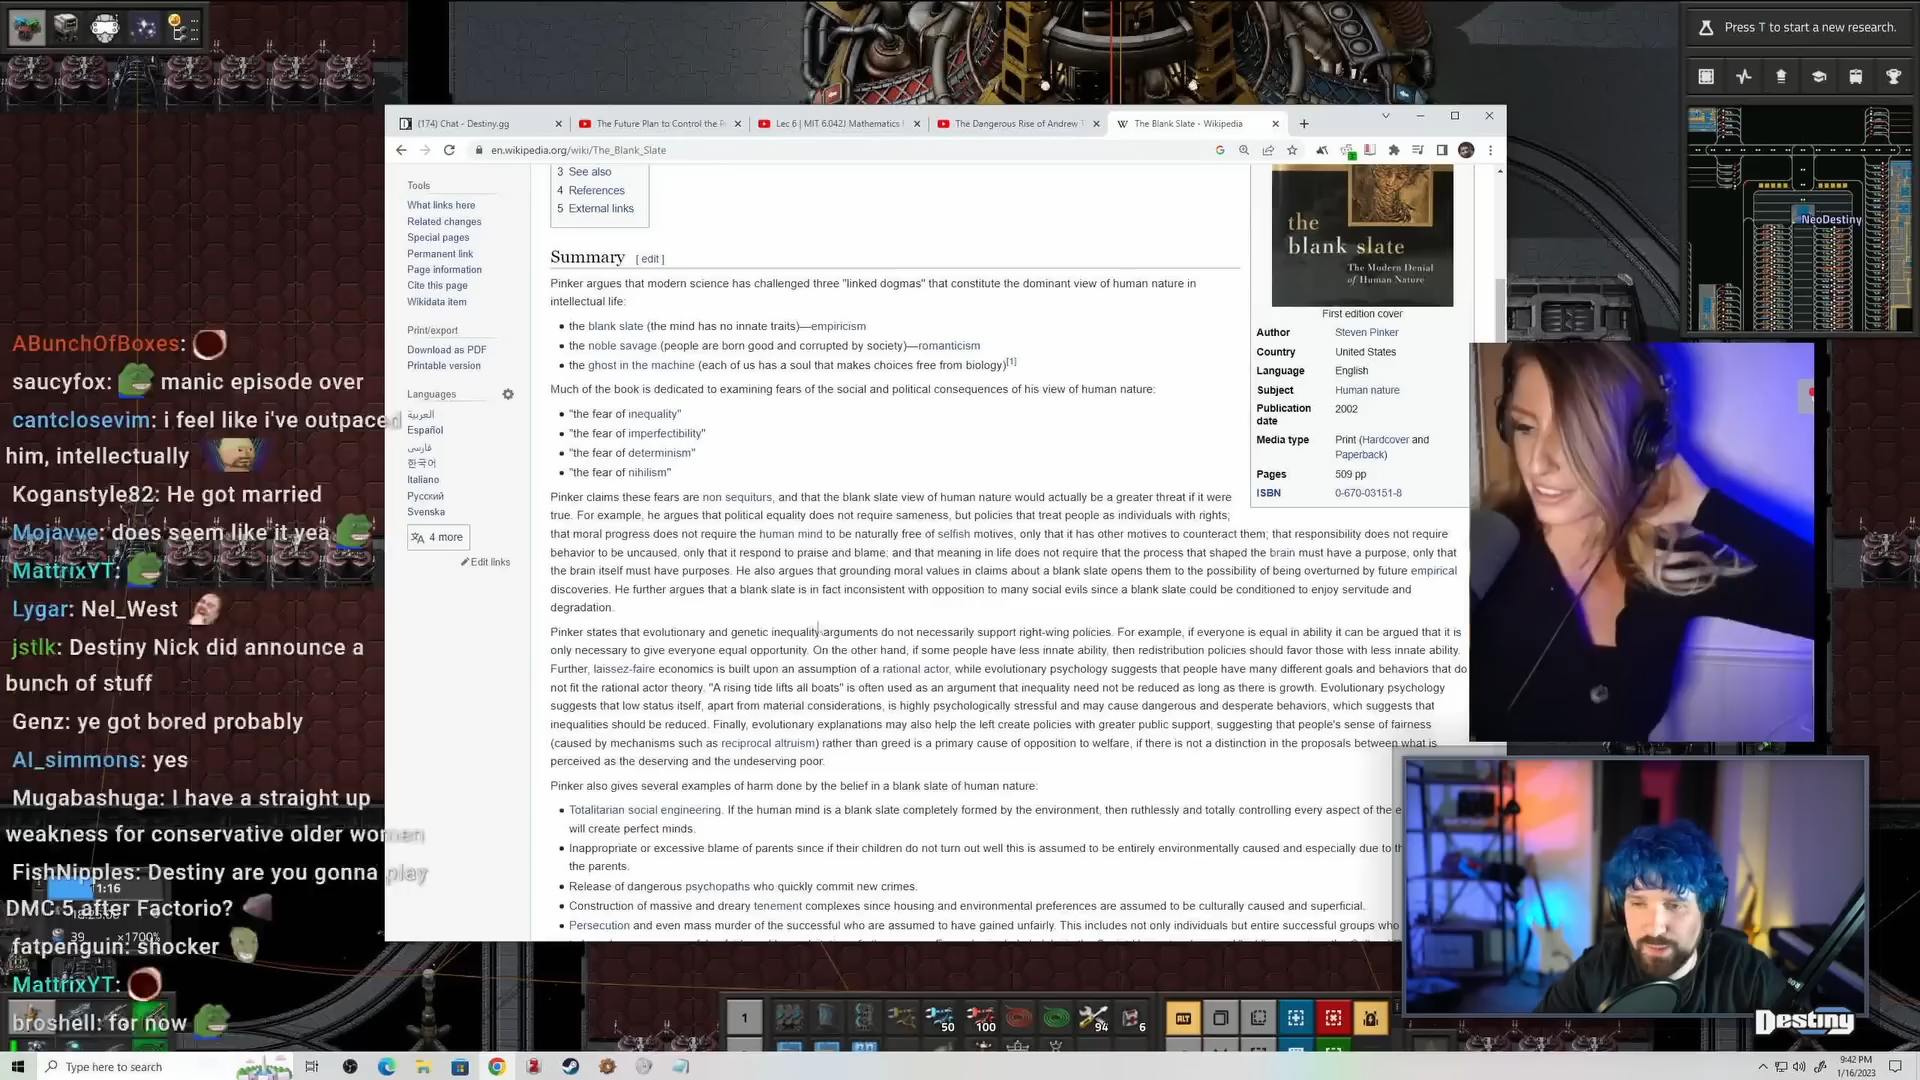 Press T to start a new research.
(174) Chat - Destiny.gg
The Future Plan to Control the
Lec 6 | MIT 6.042J Mathematics
The Dangerous Rise of Andrew
The Blank Slate - Wikipedia
en.wikipedia.org/wiki/The_Blank_Slate
NeoDestiny
Tools
What links here
Related changes
Special pages
Permanent link
Page information
Cite this page
Wikidata item
Print/export
Download as PDF
Printable version
Languages
العربية
Español
فارسی
한국어
Italiano
Русский
Svenska
4 more
Edit links
3 See also
4 References
5 External links
Summary [ edit ]
Pinker argues that modern science has challenged three "linked dogmas" that constitute the dominant view of human nature in
intellectual life:
• the blank slate (the mind has no innate traits)—empiricism
• the noble savage (people are born good and corrupted by society)—romanticism
• the ghost in the machine (each of us has a soul that makes choices free from biology)[1]
Much of the book is dedicated to examining fears of the social and political consequences of his view of human nature:
• "the fear of inequality"
• "the fear of imperfectibility"
• "the fear of determinism"
• "the fear of nihilism"
Pinker claims these fears are non sequiturs, and that the blank slate view of human nature would actually be a greater threat if it were
true. For example, he argues that political equality does not require sameness, but policies that treat people as individuals with rights;
that moral progress does not require the human mind to be naturally free of selfish motives, only that it has other motives to counteract them; that responsibility does not require
behavior to be uncaused, only that it respond to praise and blame; and that meaning in life does not require that the process that shaped the brain must have a purpose, only that
the brain itself must have purposes. He also argues that grounding moral values in claims about a blank slate opens them to the possibility of being overturned by future empirical
discoveries. He further argues that a blank slate is in fact inconsistent with opposition to many social evils since a blank slate could be conditioned to enjoy servitude and
degradation.
Pinker states that evolutionary and genetic inequality arguments do not necessarily support right-wing policies. For example, if everyone is equal in ability it can be argued that it is
only necessary to give everyone equal opportunity. On the other hand, if some people have less innate ability, then redistribution policies should favor those with less innate ability.
Further, laissez-faire economics is built upon an assumption of a rational actor, while evolutionary psychology suggests that people have many different goals and behaviors that do
not fit the rational actor theory. "A rising tide lifts all boats" is often used as an argument that inequality need not be reduced as long as there is growth. Evolutionary psychology
suggests that low status itself, apart from material considerations, is highly psychologically stressful and may cause dangerous and desperate behaviors, which suggests that
inequalities should be reduced. Finally, evolutionary explanations may also help the left create policies with greater public support, suggesting that people's sense of fairness
(caused by mechanisms such as reciprocal altruism) rather than greed is a primary cause of opposition to welfare, if there is not a distinction in the proposals between what is
perceived as the deserving and the undeserving poor.
Pinker also gives several examples of harm done by the belief in a blank slate of human nature:
• Totalitarian social engineering. If the human mind is a blank slate completely formed by the environment, then ruthlessly and totally controlling every aspect of the
will create perfect minds.
• Inappropriate or excessive blame of parents since if their children do not turn out well this is assumed to be entirely environmentally caused and especially due to
the parents.
• Release of dangerous psychopaths who quickly commit new crimes.
• Construction of massive and dreary tenement complexes since housing and environmental preferences are assumed to be culturally caused and superficial.
• Persecution and even mass murder of the successful who are assumed to have gained unfairly. This includes not only individuals but entire successful groups who
the
blank slate
The Modern Denial
of Human Nature
First edition cover
Author Steven Pinker
Country United States
Language English
Subject Human nature
Publication date 2002
Media type Print (Hardcover and Paperback)
Pages 509 pp
ISBN 0-670-03151-8
ABunchOfBoxes:
saucyfox: manic episode over
cantclosevim: i feel like i've outpaced
him, intellectually
Koganstyle82: He got married
Mojavve: does seem like it yea
MattrixYT:
Lygar: Nel_West
jstlk: Destiny Nick did announce a
bunch of stuff
Genz: ye got bored probably
Al_simmons: yes
Mugabashuga: I have a straight up
weakness for conservative older women
FishNipples: Destiny are you gonna play
DMC 5 after Factorio?
fatpenguin: shocker
MattrixYT:
broshell: for now
1:16
39 ×1700%
1
50
100
94
6
ALT
Destiny
Type here to search
9:42 PM
1/16/2023